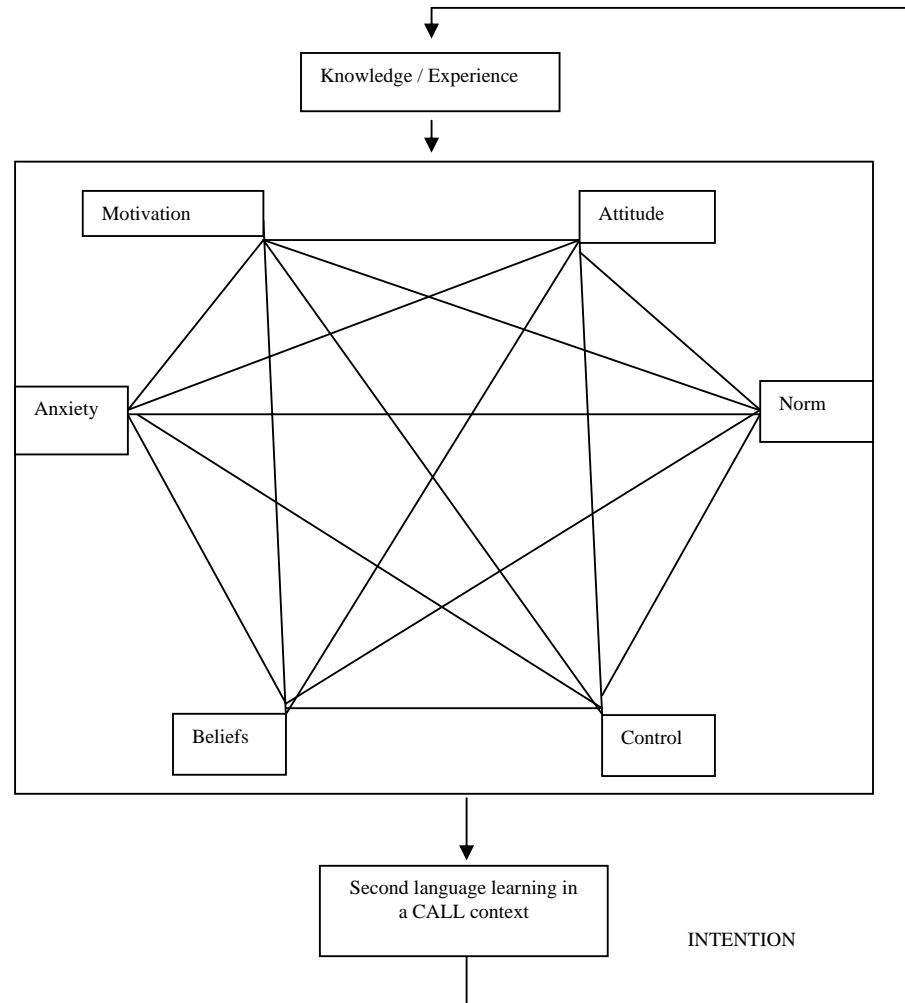 Knowledge / Experience
Motivation
Attitude
Anxiety
Norm
Beliefs
Control
Second language learning in
a CALL context
INTENTION